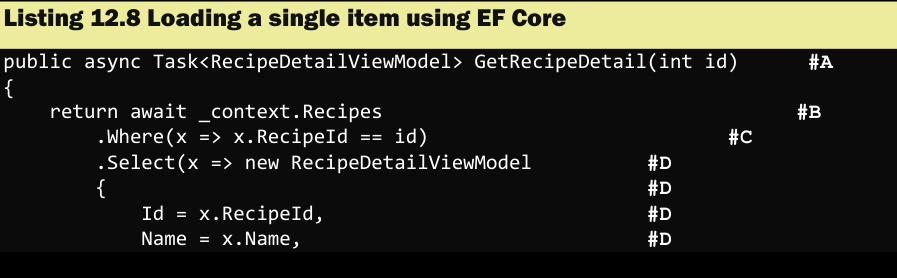 Listing 12.8 Loading a single item using EF Core
public async Task<RecipeDetailViewModel> GetRecipeDetail(int id) #A
{
return await _context.Recipes #B
.Where(x => x.RecipeId == id) #C
.Select(x => new RecipeDetailViewModel #D
{ #D
Id = x.RecipeId, #D
Name = x.Name, #D